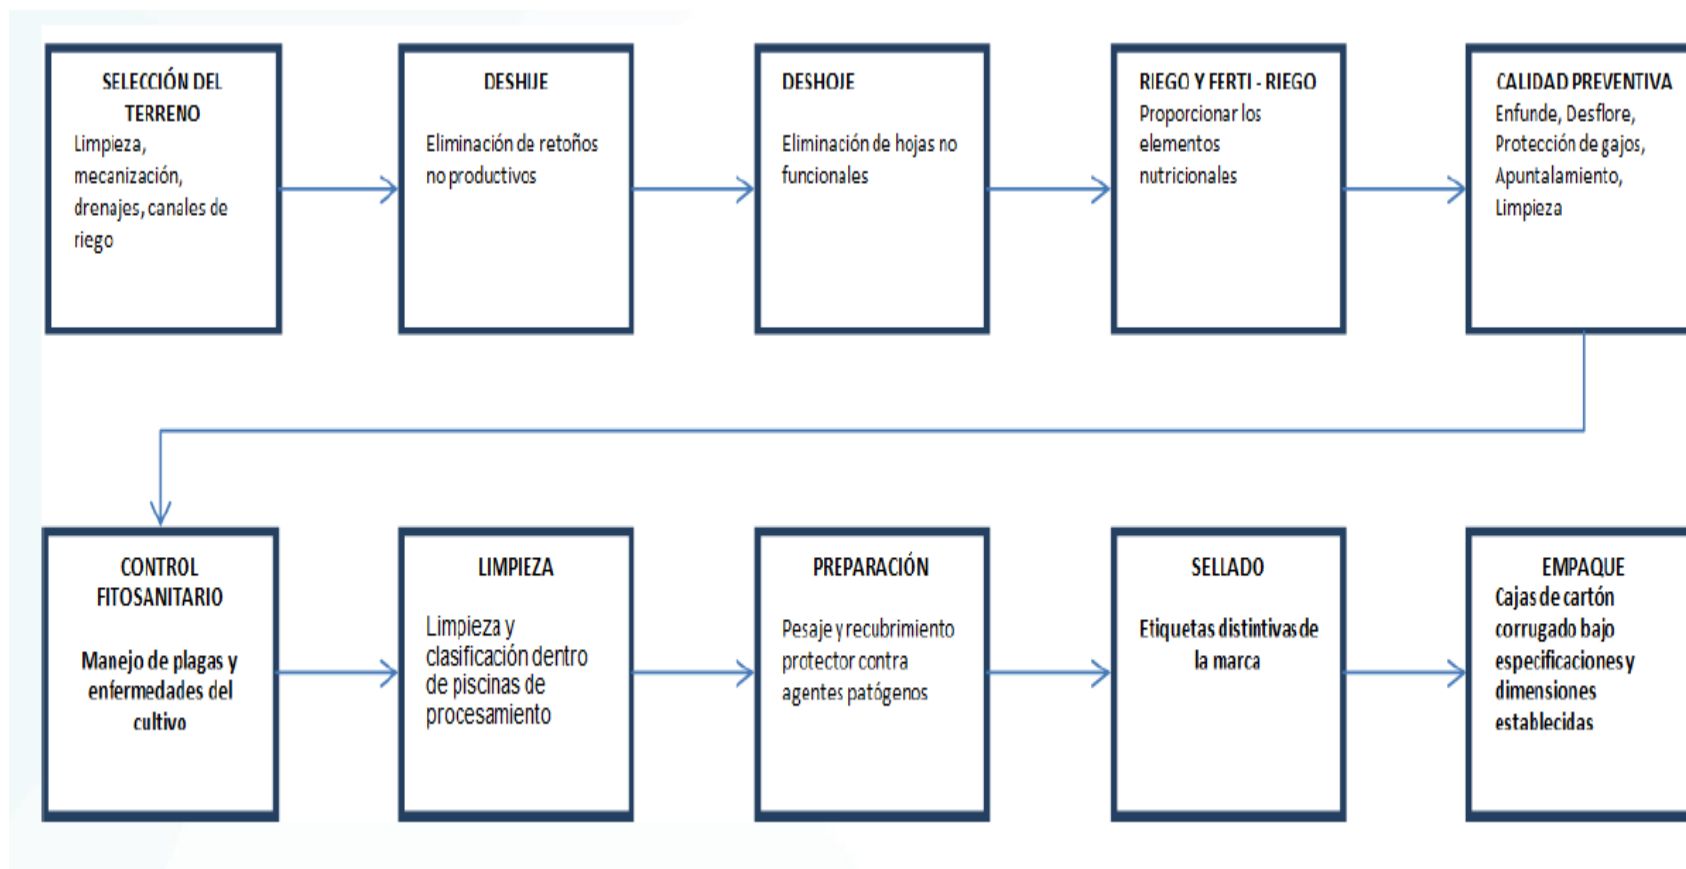 SELECCIÓN DEL
TERRENO
Limpieza,
mecanización,
drenajes, canales de
riego
DESHIJE
Eliminación de retoños
no productivos
DESHOJE
Eliminación de hojas no
funcionales
RIEGO Y FERTI - RIEGO
Proporcionar los
elementos
nutricionales
CALIDAD PREVENTIVA
Enfunde, Desflore,
Protección de gajos,
Apuntalamiento,
Limpieza
CONTROL
FITOSANITARIO
Manejo de plagas y
enfermedades del
cultivo
LIMPIEZA
Limpieza y
clasificación dentro
de piscinas de
procesamiento
PREPARACIÓN
Pesaje y recubrimiento
protector contra
agentes patógenos
SELLADO
Etiquetas distintivas de
la marca
EMPAQUE
Cajas de cartón
corrugado bajo
especificaciones y
dimensiones
establecidas